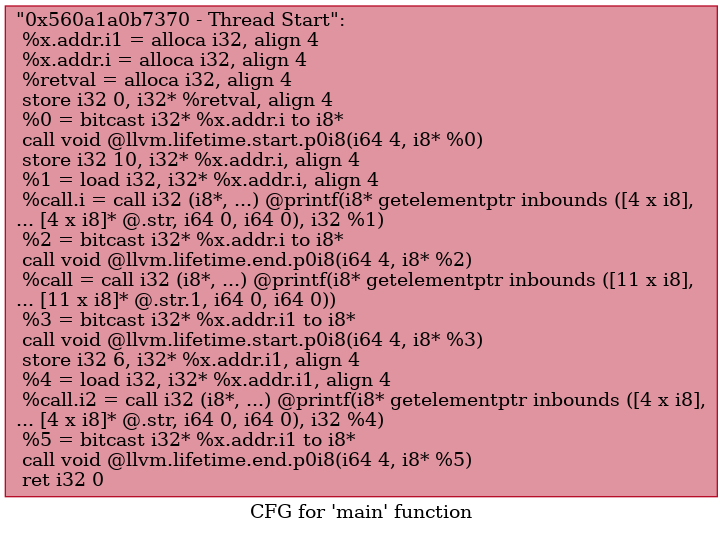 "0x560a1a0b7370 - Thread Start":
%x.addr.i1 = alloca i32, align 4
%x.addr.i = alloca i32, align 4
%retval = alloca i32, align 4
store i32 0, i32* %retval, align 4
%0 = bitcast i32* %x.addr.i to i8*
call void @llvm.lifetime.start.p0i8(i64 4, i8* %0)
store i32 10, i32* %x.addr.i, align 4
%1 = load i32, i32* %x.addr.i, align 4
%call.i = call i32 (i8*, ...) @printf(i8* getelementptr inbounds ([4 x i8],
... [4 x i8]* @.str, i64 0, i64 0), i32 %1)
%2 = bitcast i32* %x.addr.i to i8*
call void @llvm.lifetime.end.p0i8(i64 4, i8* %2)
%call = call i32 (i8*, ...) @printf(i8* getelementptr inbounds ([11 x i8],
... [11 x i8]* @.str.1, i64 0, i64 0))
%3 = bitcast i32* %x.addr.i1 to i8*
call void @llvm.lifetime.start.p0i8(i64 4, i8* %3)
store i32 6, i32* %x.addr.i1, align 4
%4 = load i32, i32* %x.addr.i1, align 4
%call.i2 = call i32 (i8*, ...) @printf(i8* getelementptr inbounds ([4 x i8],
... [4 x i8]* @.str, i64 0, i64 0), i32 %4)
%5 = bitcast i32* %x.addr.i1 to i8*
call void @llvm.lifetime.end.p0i8(i64 4, i8* %5)
ret i32 0
CFG for 'main' function